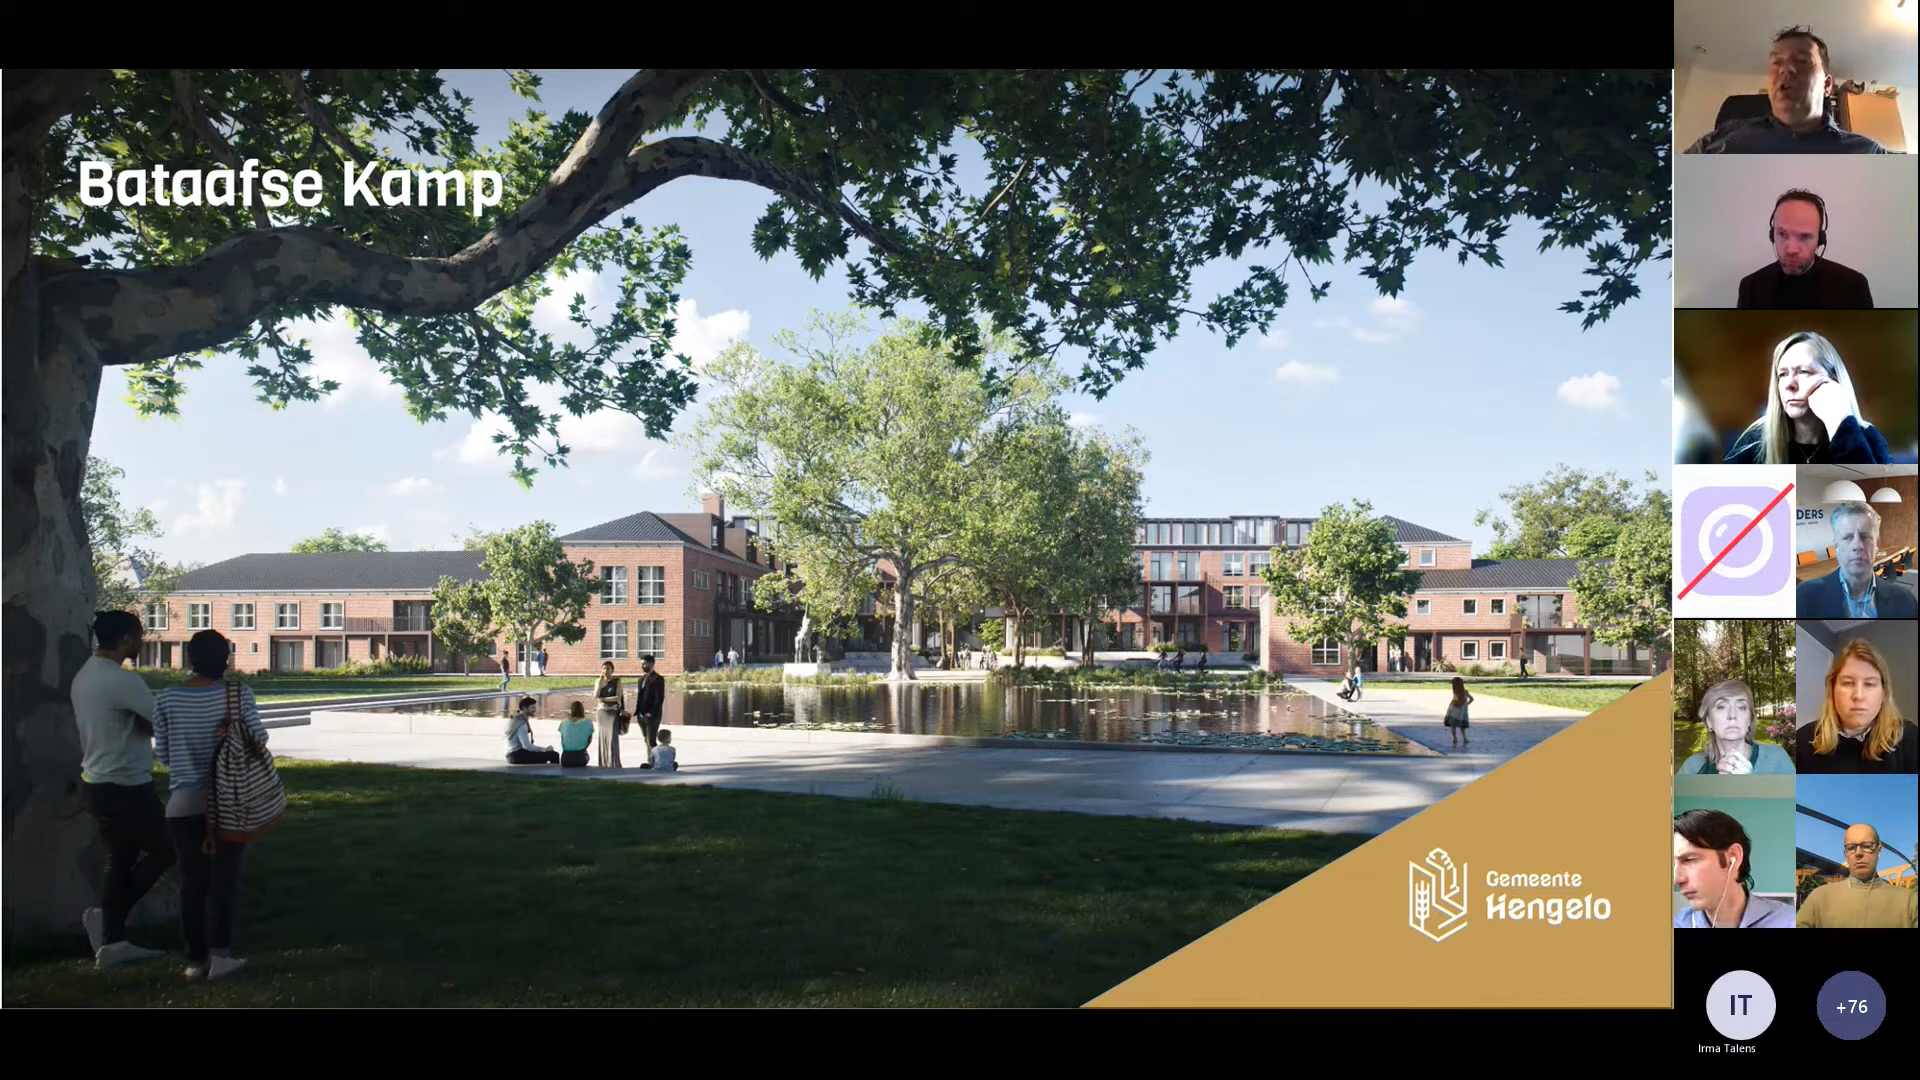 Bataafse Kamp
Gemeente
Hengelo
DERS
IT
Irma Talens
+76